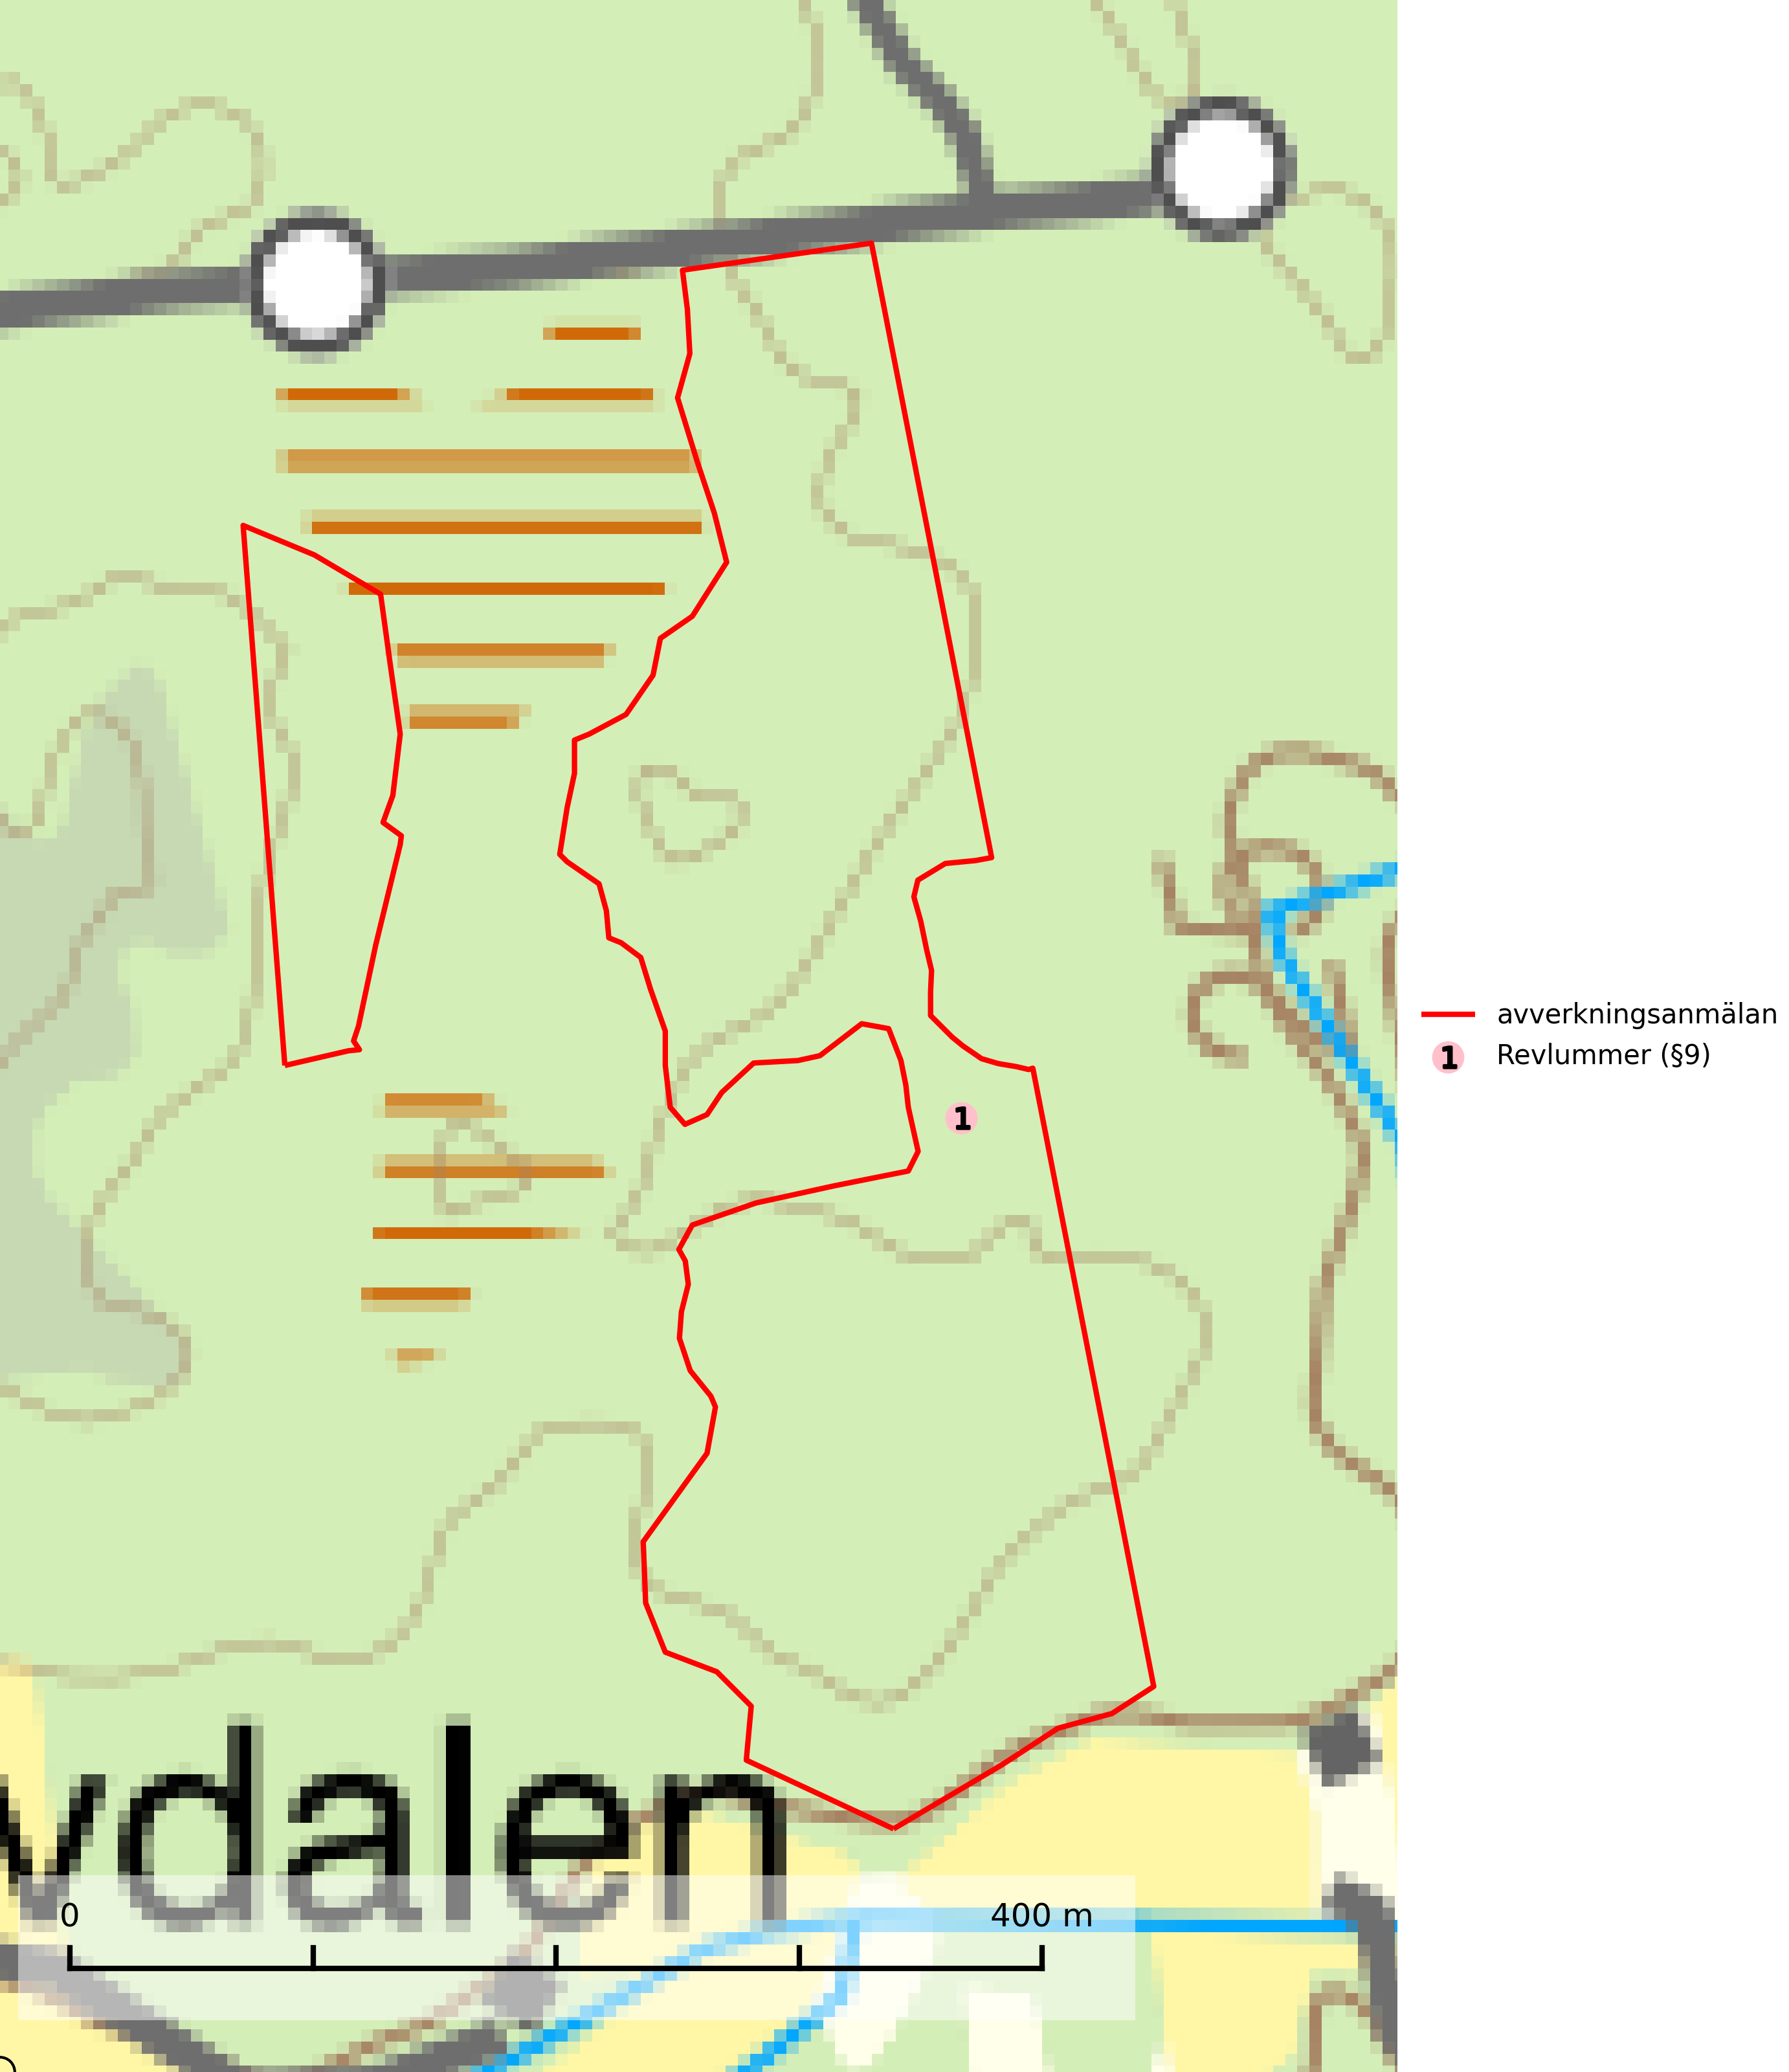 1
avverkningsanmälan
1 Revlummer (§9)
vdalen
0 400 m